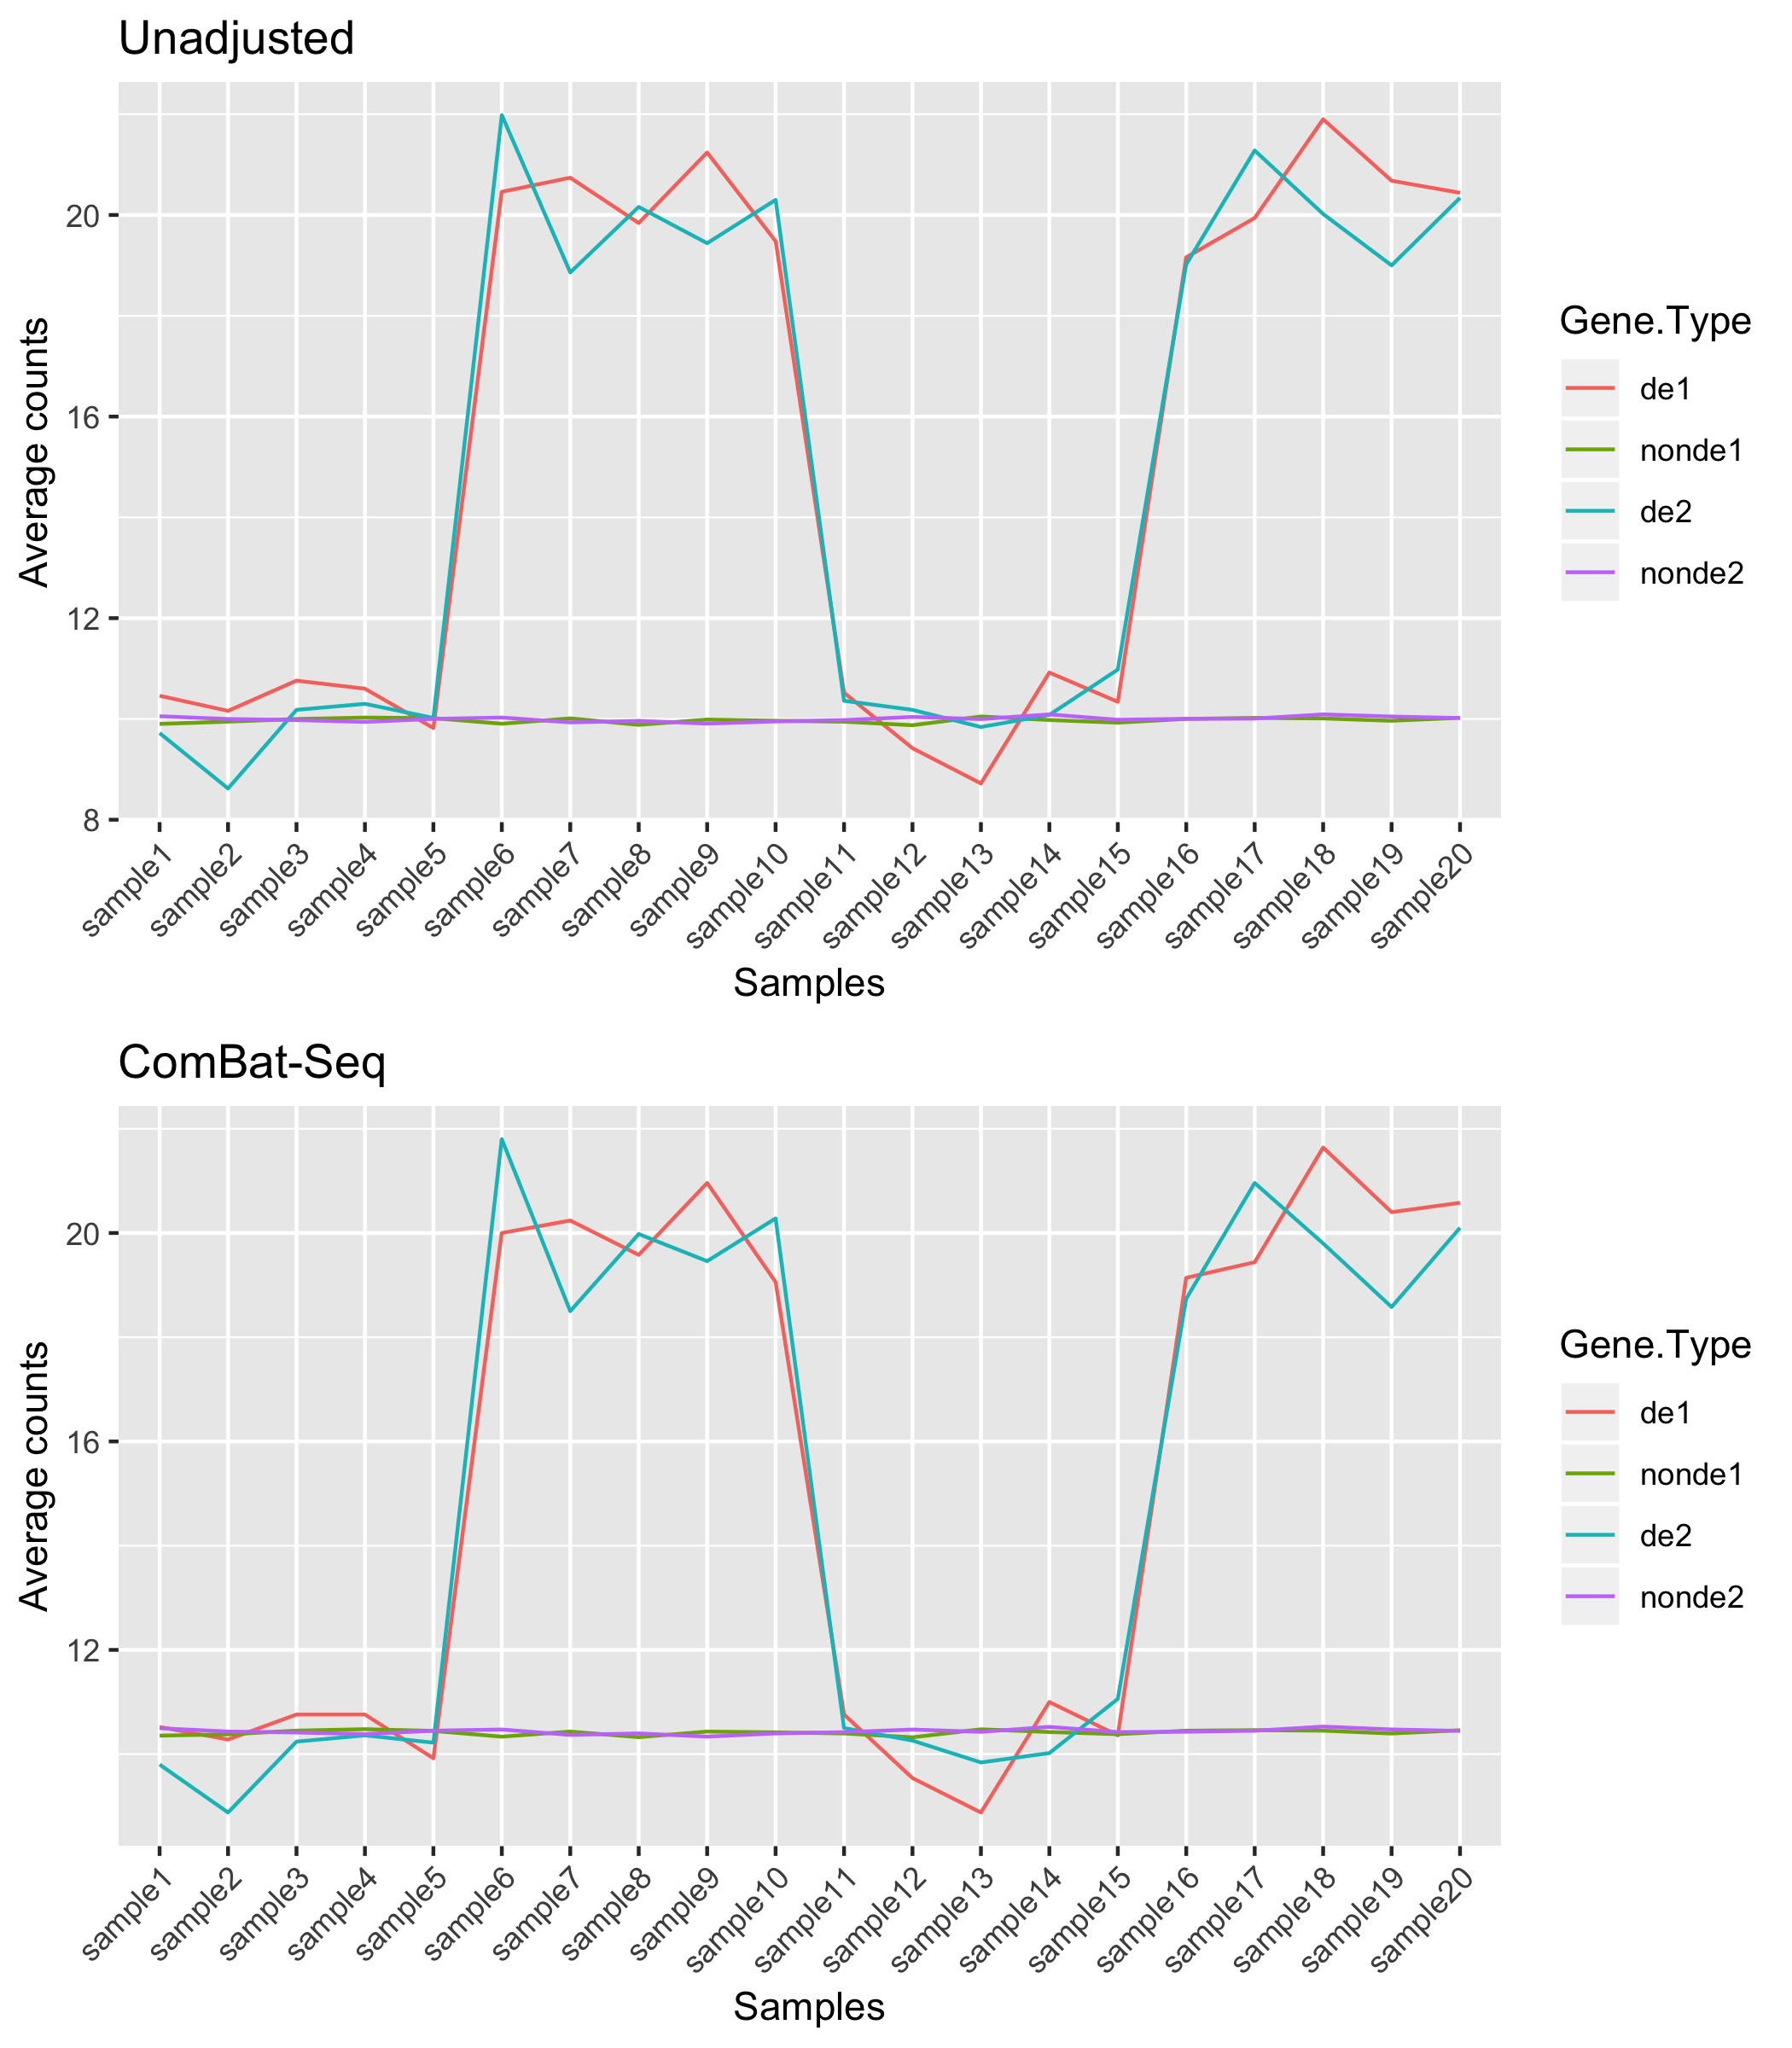 Unadjusted
Average counts
20
16
12
8
sample1
sample2
sample3
sample4
sample5
sample6
sample7
sample8
sample9
sample10
sample11
sample12
sample13
sample14
sample15
sample16
sample17
sample18
sample19
sample20
Samples
Gene.Type
de1
nonde1
de2
nonde2
ComBat-Seq
Average counts
20
16
12
sample1
sample2
sample3
sample4
sample5
sample6
sample7
sample8
sample9
sample10
sample11
sample12
sample13
sample14
sample15
sample16
sample17
sample18
sample19
sample20
Samples
Gene.Type
de1
nonde1
de2
nonde2